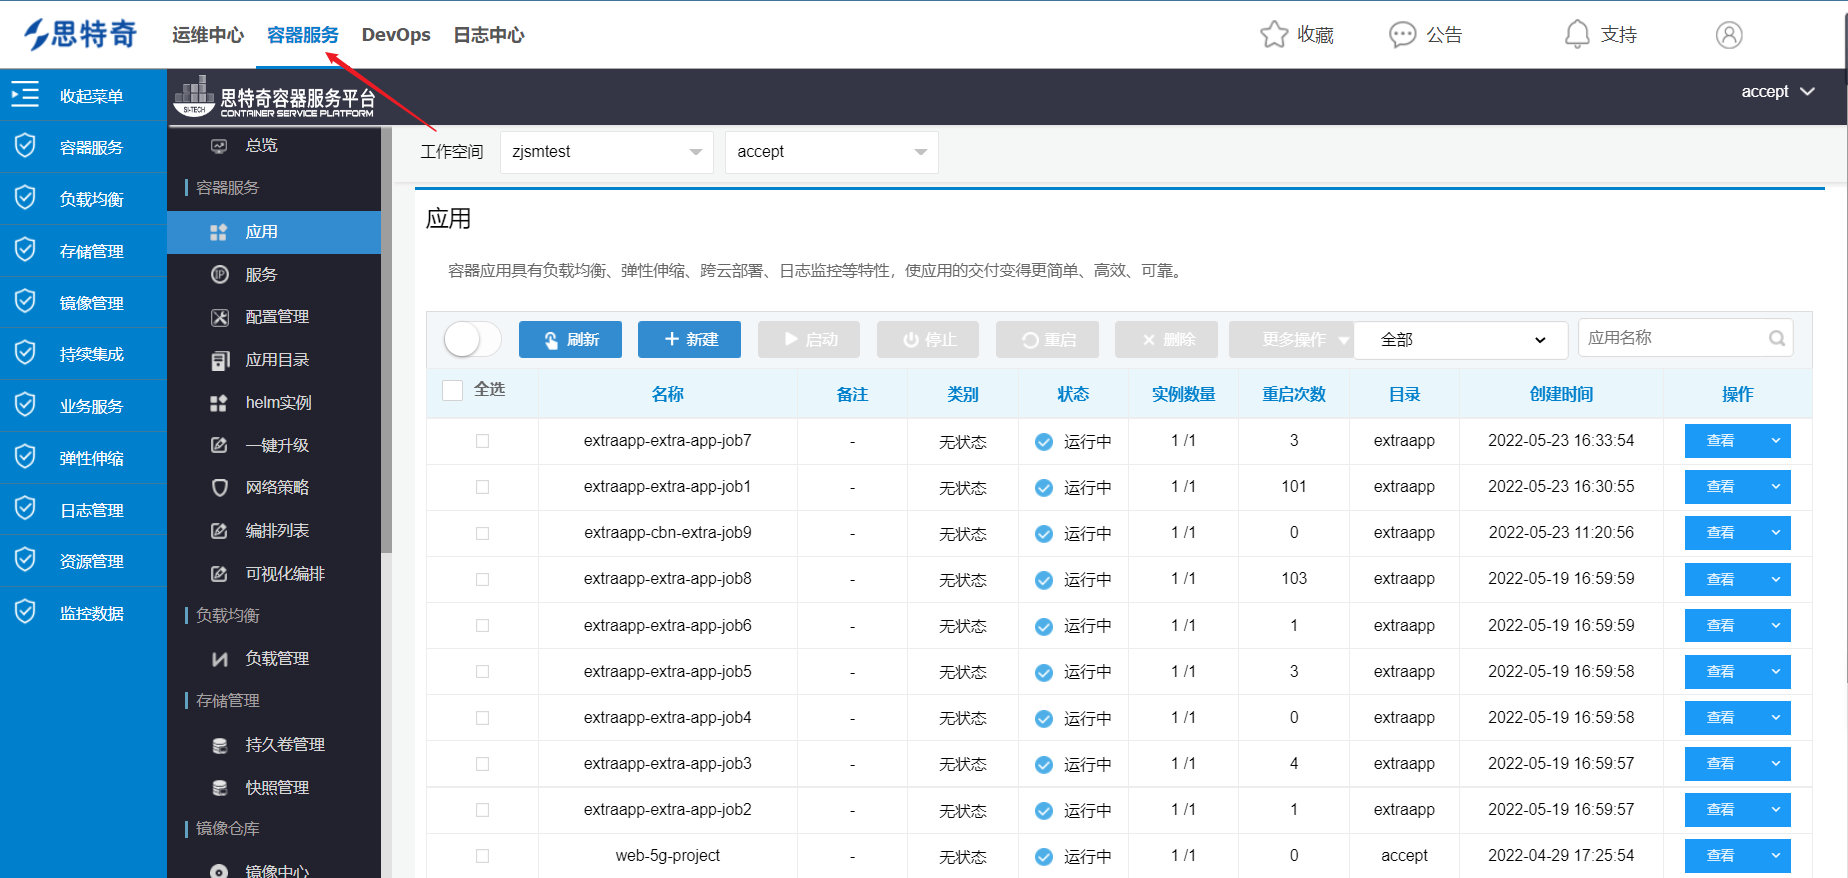 思特奇 运维中心 容器服务 DevOps 日志中心 收藏 公告 支持
收起菜单
容器服务
负载均衡
存储管理
镜像管理
持续集成
业务服务
弹性伸缩
日志管理
资源管理
监控数据
SI-TECH
思特奇容器服务平台
CONTAINER SERVICE PLATFORM
accept
总览
容器服务
应用
服务
配置管理
应用目录
helm实例
一键升级
网络策略
编排列表
可视化编排
负载均衡
负载管理
存储管理
持久卷管理
快照管理
镜像仓库
镜像中心
工作空间 zjsmtest accept
应用
容器应用具有负载均衡、弹性伸缩、跨云部署、日志监控等特性，使应用的交付变得更简单、高效、可靠。
刷新 新建 启动 停止 重启 删除 更多操作 全部 应用名称
全选 名称 备注 类别 状态 实例数量 重启次数 目录 创建时间 操作
extraapp-extra-app-job7 - 无状态 运行中 1 /1 3 extraapp 2022-05-23 16:33:54 查看
extraapp-extra-app-job1 - 无状态 运行中 1 /1 101 extraapp 2022-05-23 16:30:55 查看
extraapp-cbn-extra-job9 - 无状态 运行中 1 /1 0 extraapp 2022-05-23 11:20:56 查看
extraapp-extra-app-job8 - 无状态 运行中 1 /1 103 extraapp 2022-05-19 16:59:59 查看
extraapp-extra-app-job6 - 无状态 运行中 1 /1 1 extraapp 2022-05-19 16:59:59 查看
extraapp-extra-app-job5 - 无状态 运行中 1 /1 3 extraapp 2022-05-19 16:59:58 查看
extraapp-extra-app-job4 - 无状态 运行中 1 /1 0 extraapp 2022-05-19 16:59:58 查看
extraapp-extra-app-job3 - 无状态 运行中 1 /1 4 extraapp 2022-05-19 16:59:57 查看
extraapp-extra-app-job2 - 无状态 运行中 1 /1 1 extraapp 2022-05-19 16:59:57 查看
web-5g-project - 无状态 运行中 1 /1 0 accept 2022-04-29 17:25:54 查看